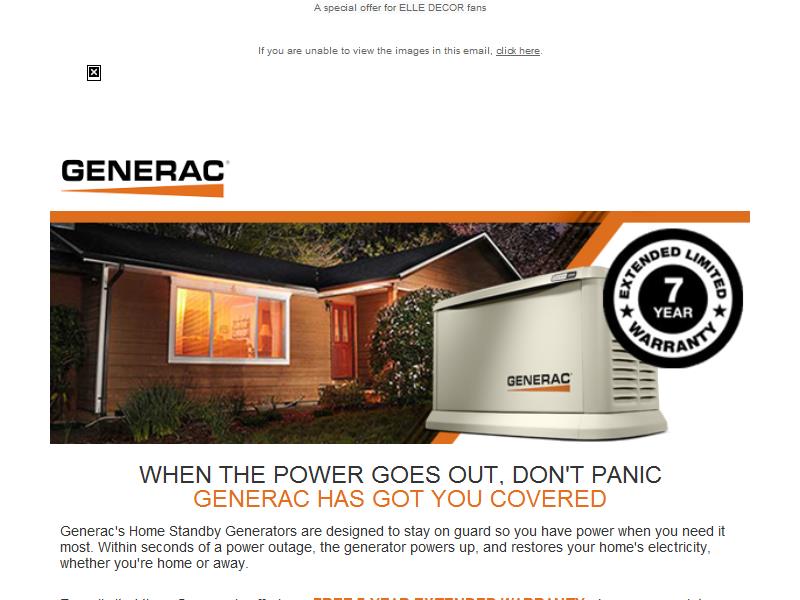 A special offer for ELLE DECOR fans
If you are unable to view the images in this email, click here.
GENERAC
EXTENDED LIMITED
7
YEAR
WARRANTY
GENERAC
WHEN THE POWER GOES OUT, DON'T PANIC
GENERAC HAS GOT YOU COVERED
Generac's Home Standby Generators are designed to stay on guard so you have power when you need it
most. Within seconds of a power outage, the generator powers up, and restores your home's electricity,
whether you're home or away.